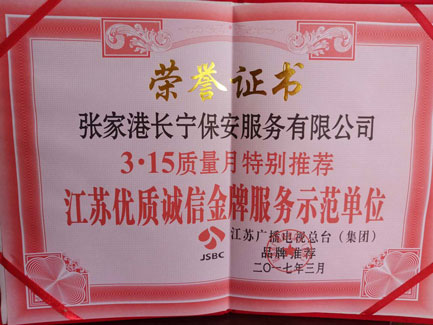 荣誉证书
张家港长宁保安服务有限公司
3·15质量月特别推荐
江苏优质诚信金牌服务示范单位
JSBC
江苏广播电视总台（集团）
品牌推荐
二〇一七年三月